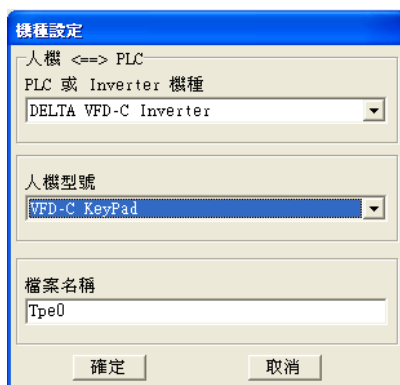 機種設定
人機 <==> PLC
PLC 或 Inverter 機種
DELTA VFD-C Inverter
人機型號
VFD-C KeyPad
檔案名稱
Tpe0
確定 取消